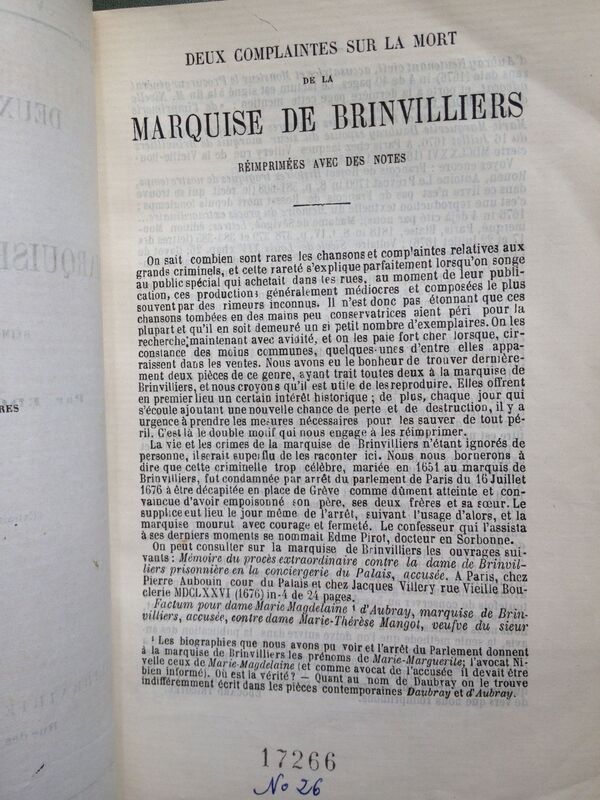 DEUX COMPLAINTES SUR LA MORT
DE LA
MARQUISE DE BRINVILLIERS
RÉIMPRIMÉES AVEC DES NOTES
On sait combien sont rares les chansons et comp'aintes relatives aux
grands criminels, et cette rareté s'explique parfaitement lorsqu'on songe
au public spécial qui achetait dans les rues, au moment de leur publi-
cation, ces productions généralement médiocres et composées le plus
souvent par des rimeurs inconnus. Il n'est donc pas étonnant que ces
chansons tombées en des mains peu conservatrices aient péri pour la
plupart et qu'il en soit demeuré un si petit nombre d'exemplaires. On les
recherche maintenant avec avidité, et on les paie fort cher lorsque, cir-
constance des moins communes, quelques-unes d'entre elles appa-
raissent dans les ventes. Nous avons eu le bonheur de trouver dernière-
ment deux pièces de ce genre, ayant trait toutes deux à la marquise de
Brinvilliers, et nous croyons qu'il est utile de les reproduire. Elles offrent
en premier lieu un certain intérêt historique ; de plus, chaque jour qui
s'écoule ajoutant une nouvelle chance de perte et de destruction, il y a
urgence à prendre les mesures nécessaires pour les sauver de tout pé-
ril. C'est là le double motif qui nous engage à les réimprimer.
La vie et les crimes de la marquise de Brinvilliers n'étant ignorés de
personne, il serait superflu de les raconter ici. Nous nous bornerons à
dire que cette criminelle trop célèbre, mariée en 1651 au marquis de
Brinvilliers, fut condamnée par arrêt du parlement de Paris du 16 Juillet
1676 à être décapitée en place de Grève comme dûment atteinte et con-
vaincue d'avoir empoisonné son père, ses deux frères et sa sœur. Le
supplice eut lieu le jour même de l'arrêt, suivant l'usage d'alors, et la
marquise mourut avec courage et fermeté. Le confesseur qui l'assista
à ses derniers moments se nommait Edme Pirot, docteur en Sorbonne.
On peut consulter sur la marquise de Brinvilliers les ouvrages sui-
vants : Mémoire du procès extraordinaire contre la dame de Brinvil-
liers prisonnière en la conciergerie du Palais, accusée. A Paris, chez
Pierre Aubouin cour du Palais et chez Jacques Villery rue Vieille Bou-
clerie MDCLXXVI (1676) in-4 de 24 pages.
Factum pour dame Marie Magdelaine ¹ d'Aubray, marquise de Brin-
villiers, accusée, contre dame Marie-Thérèse Mangot, veufve du sieur
¹ Les biographies que nous avons pu voir et l'arrêt du Parlement donnent
à la marquise de Brinvilliers les prénoms de Marie-Marguerite; l'avocat Ni-
velle ceux de Marie-Magdelaine (et comme avocat de l'accusée il devait être
bien informé). Où est la vérité ? — Quant au nom de Daubray on le trouve
indifféremment écrit dans les pièces contemporaines Daubray et d'Aubray.
17266
No 26
DEUX
ARQUISE
RES